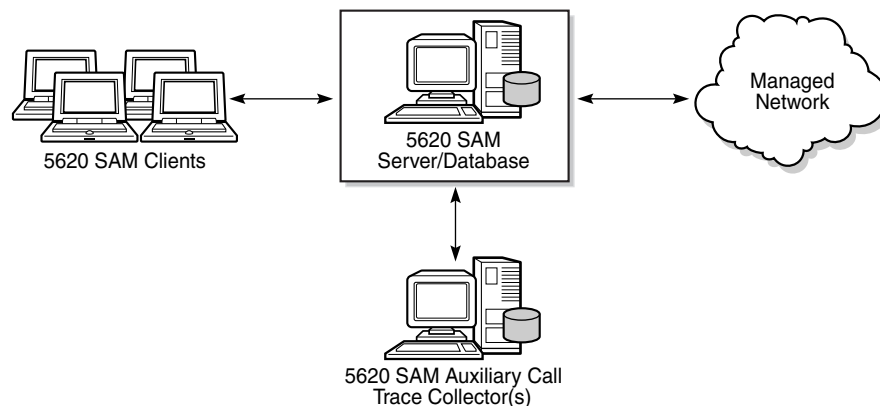 Managed
Network
5620 SAM Clients
5620 SAM
Server/Database
5620 SAM Auxiliary Call
Trace Collector(s)